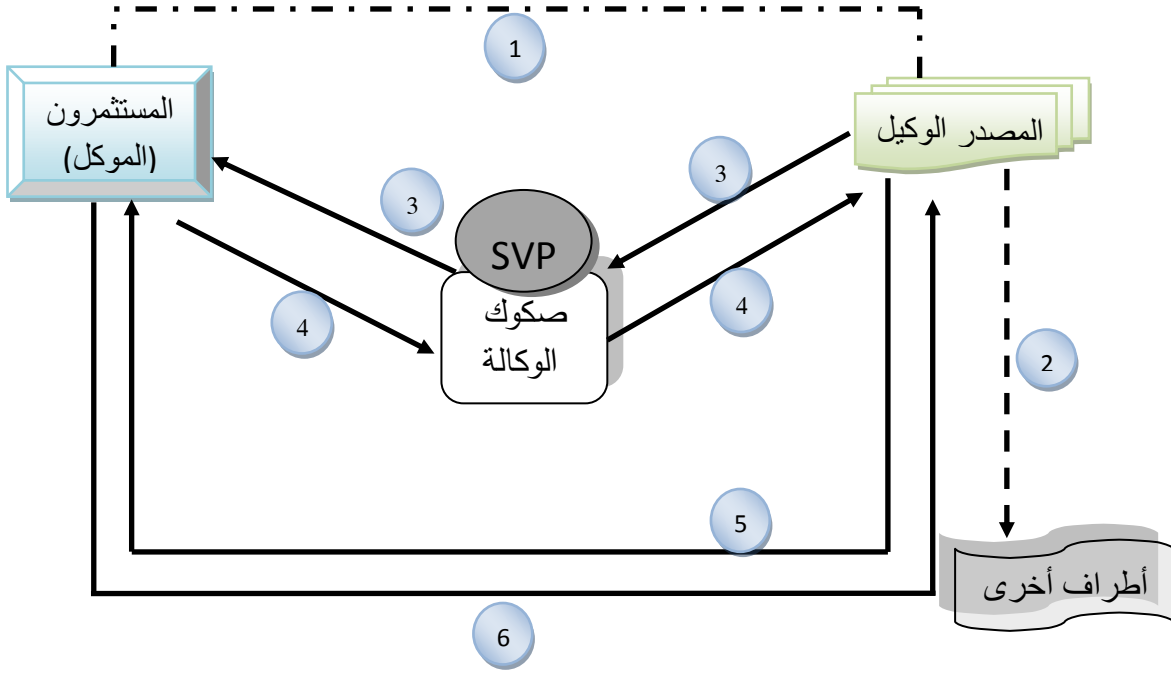 1
المستثمرون
(الموكل)
المصدر الوكيل
3
3
SVP
صكوك
الوكالة
4
4
2
5
أطراف أخرى
6